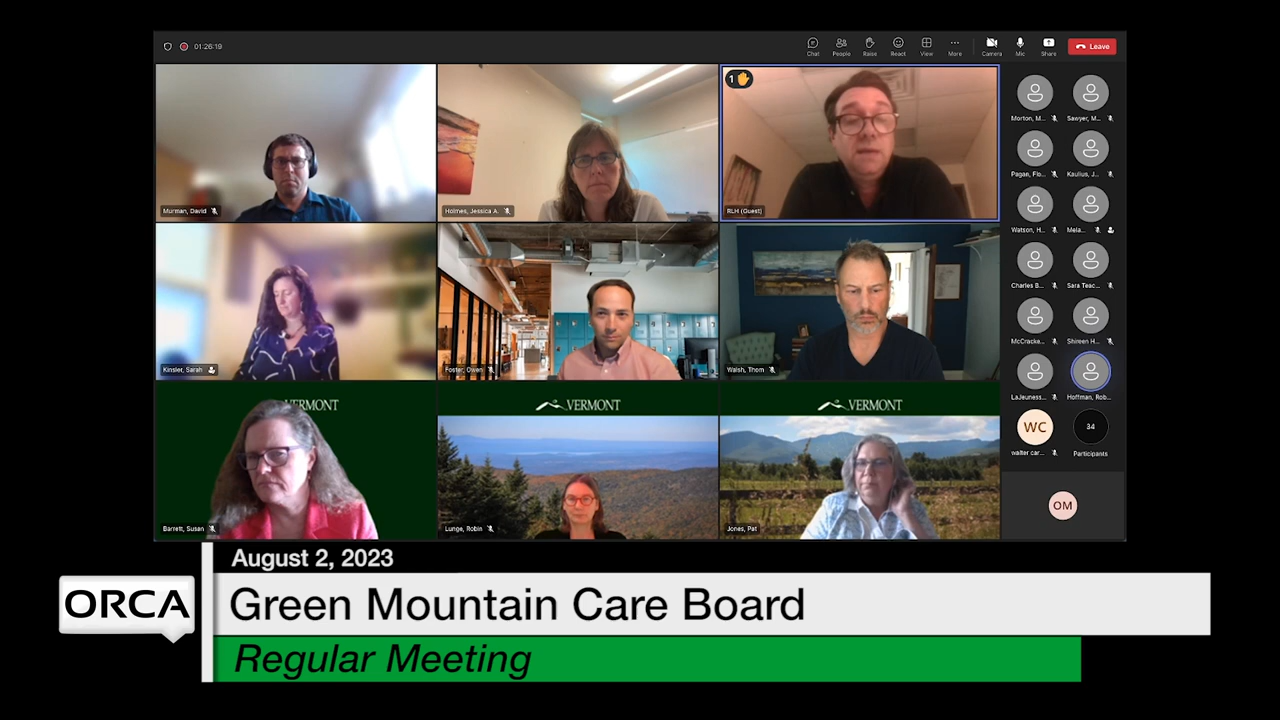 01:26:19
Chat People Raise React View More Camera Mic Share Leave
Murman, David
Holmes, Jessica A.
1
RLH (Guest)
Morton, M... Sawyer, M...
Pagan, Flo... Kaulius, J...
Watson, H... Mela...
Charles B... Sara Teac...
McCracke... Shireen H...
LaJeuness... Hoffman, Rob...
WC 34
walter car... Participants
OM
Kinsler, Sarah
Foster, Owen
Walsh, Thom
VERMONT
VERMONT
VERMONT
Barrett, Susan
Lunge, Robin
Jones, Pat
August 2, 2023
ORCA
Green Mountain Care Board
Regular Meeting